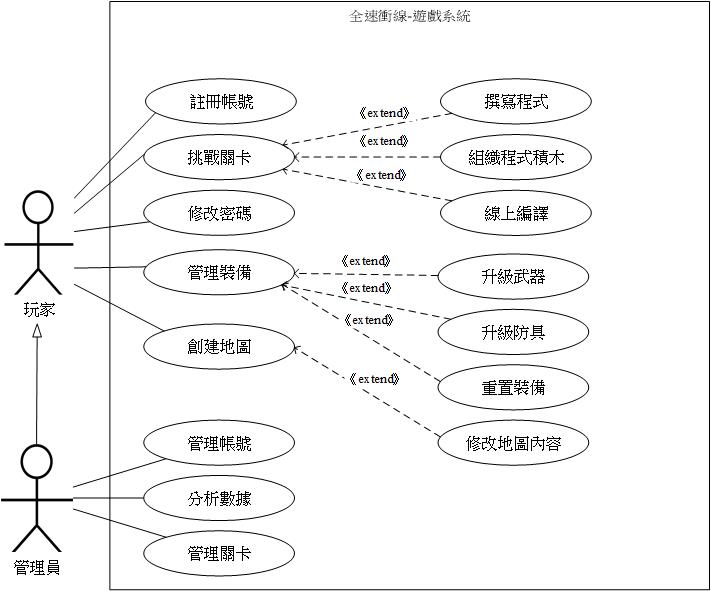 全速衝線-遊戲系統
註冊帳號
撰寫程式
《extend》
挑戰關卡
《extend》
組織程式積木
《extend》
修改密碼
線上編譯
管理裝備
《extend》
升級武器
《extend》
升級防具
《extend》
創建地圖
重置裝備
《extend》
修改地圖內容
玩家
管理帳號
分析數據
管理關卡
管理員